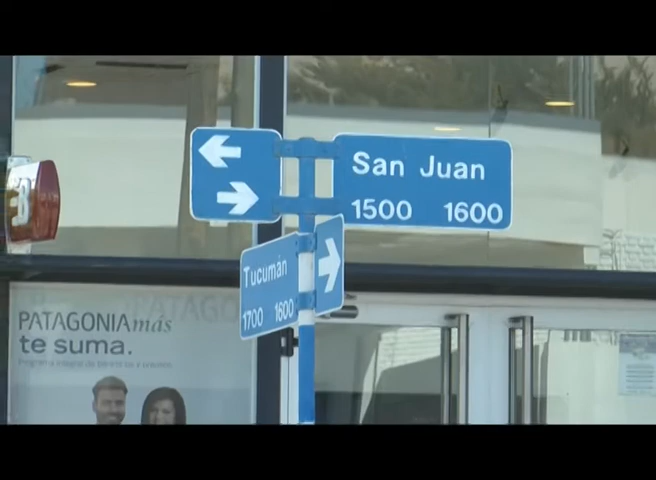 San Juan
1500 1600
Tucumán
1700 1600
PATAGONIA más
te suma.